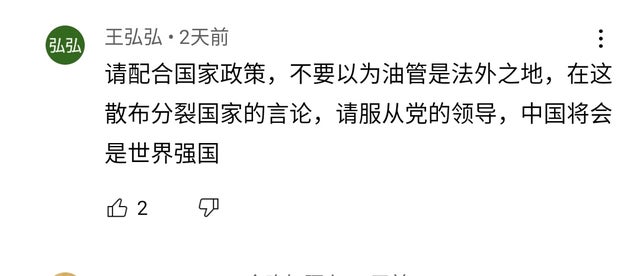 弘弘
王弘弘 • 2天前
请配合国家政策，不要以为油管是法外之地，在这
散布分裂国家的言论，请服从党的领导，中国将会
是世界强国
2